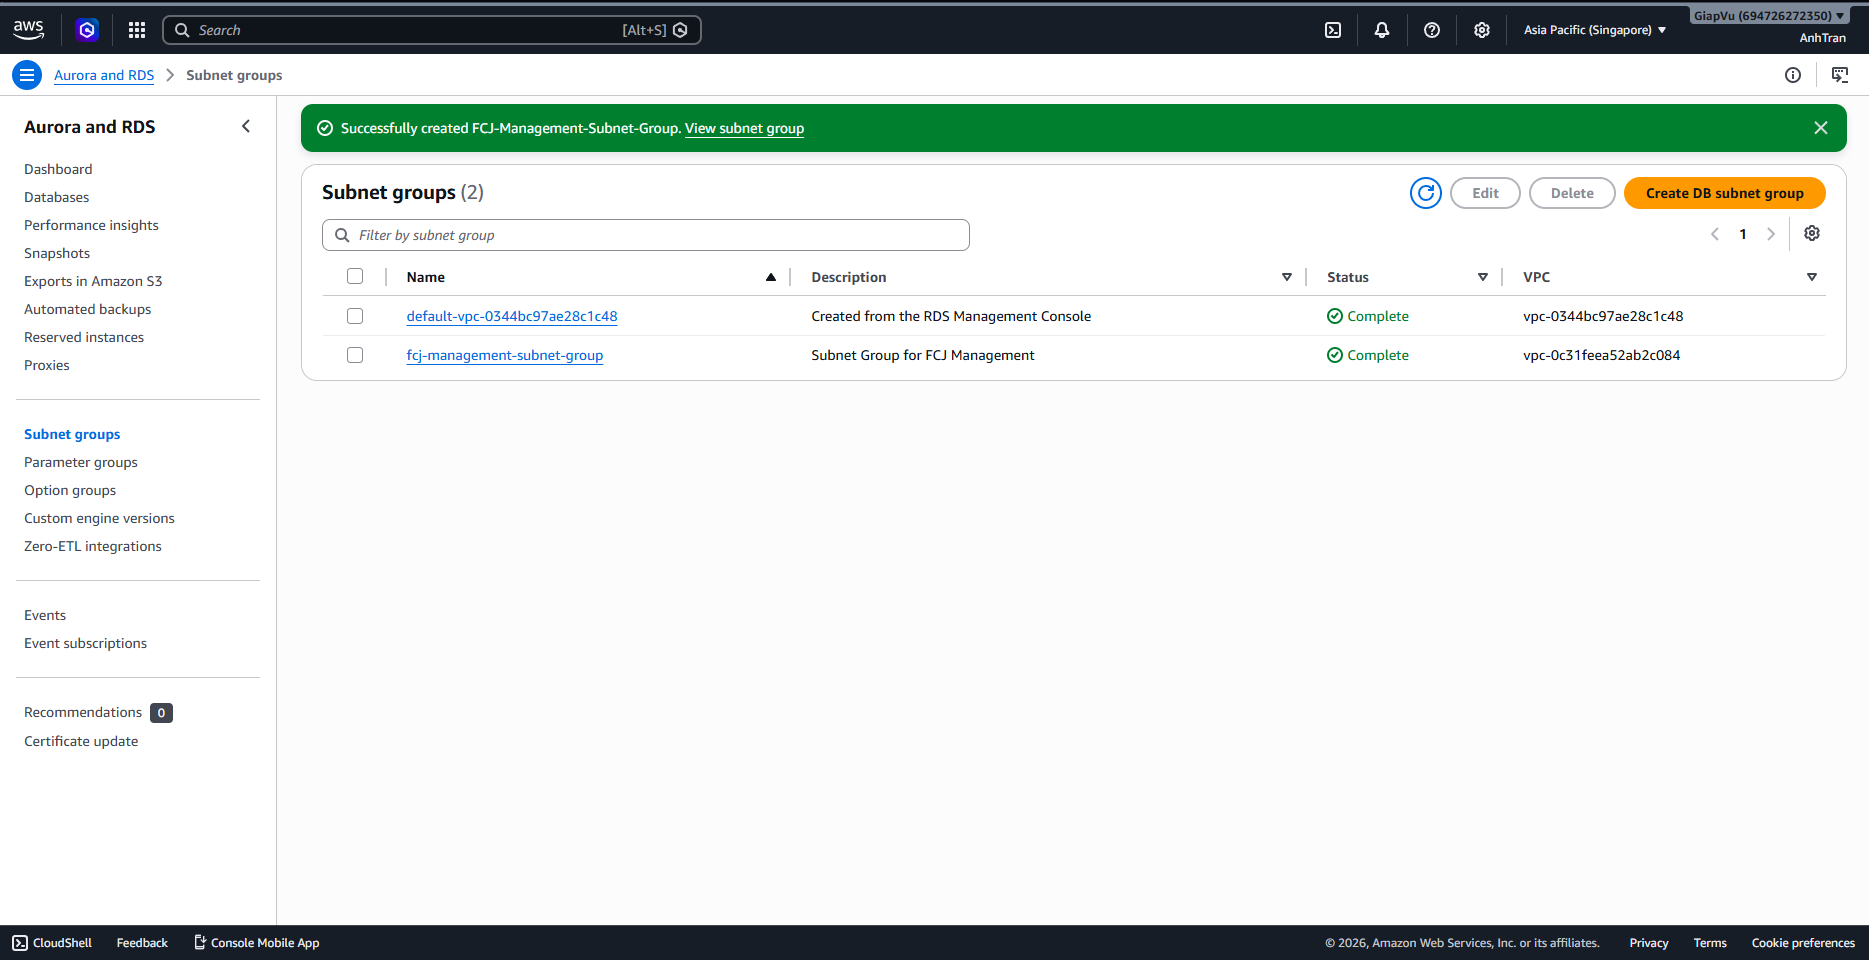 aws
Search [Alt+S]
Asia Pacific (Singapore)
GiapVu (694726272350)
AnhTran
Aurora and RDS
Subnet groups
Aurora and RDS
Dashboard
Databases
Performance insights
Snapshots
Exports in Amazon S3
Automated backups
Reserved instances
Proxies
Subnet groups
Parameter groups
Option groups
Custom engine versions
Zero-ETL integrations
Events
Event subscriptions
Recommendations 0
Certificate update
Successfully created FCJ-Management-Subnet-Group. View subnet group
Subnet groups (2)
Edit
Delete
Create DB subnet group
Filter by subnet group
1
Name Description Status VPC
default-vpc-0344bc97ae28c1c48 Created from the RDS Management Console Complete vpc-0344bc97ae28c1c48
fcj-management-subnet-group Subnet Group for FCJ Management Complete vpc-0c31feea52ab2c084
CloudShell Feedback Console Mobile App
© 2026, Amazon Web Services, Inc. or its affiliates. Privacy Terms Cookie preferences